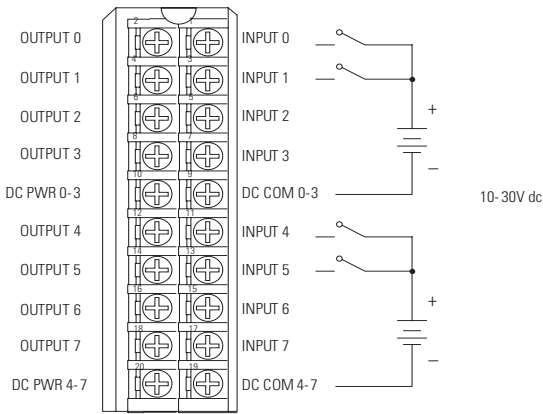 2 1
OUTPUT 0 INPUT 0
4 3
OUTPUT 1 INPUT 1
6 5
OUTPUT 2 INPUT 2
+
8 7
OUTPUT 3 INPUT 3
–
10 9
DC PWR 0-3 DC COM 0-3 10-30V dc
12 11
OUTPUT 4 INPUT 4
14 13
OUTPUT 5 INPUT 5
16 15
OUTPUT 6 INPUT 6
+
18 17
OUTPUT 7 INPUT 7
–
20 19
DC PWR 4-7 DC COM 4-7